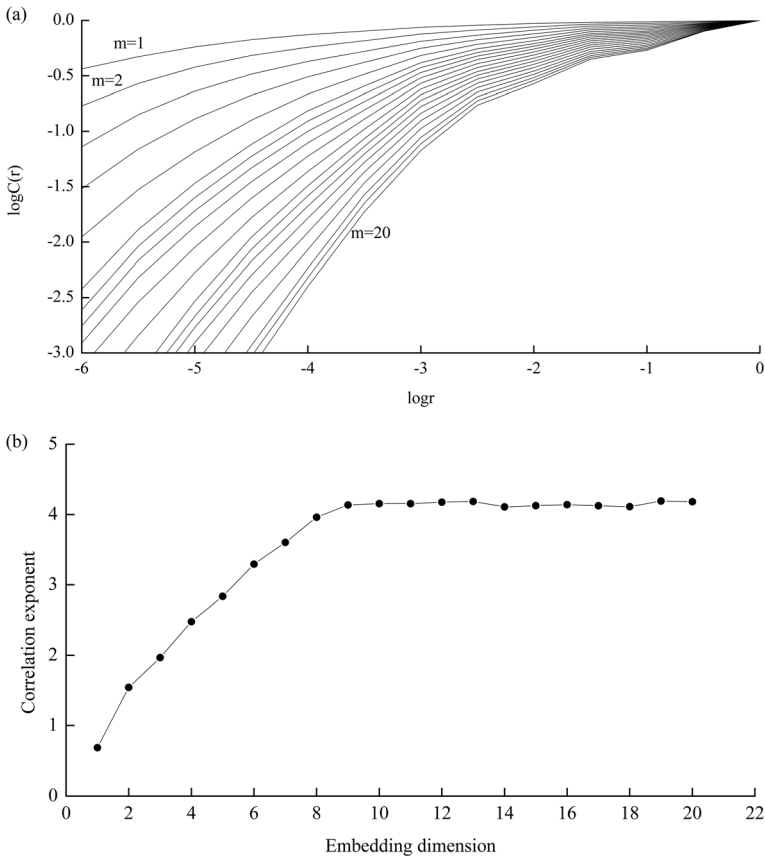 (a)
0.0
-0.5
-1.0
-1.5
-2.0
-2.5
-3.0
logC(r)
m=1
m=2
m=20
-6 -5 -4 -3 -2 -1 0
logr
(b)
5
4
3
2
1
0
Correlation exponent
0 2 4 6 8 10 12 14 16 18 20 22
Embedding dimension